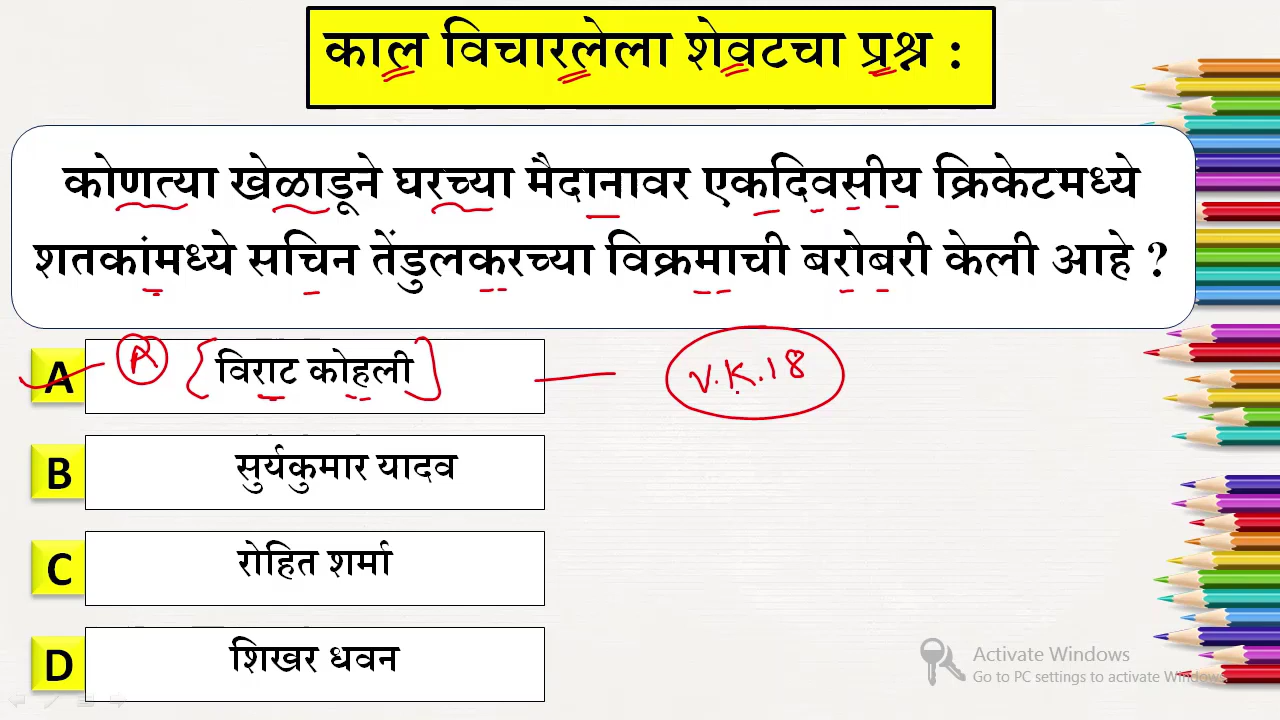 काल विचारलेला शेवटचा प्रश्न :
कोणत्या खेळाडूने घरच्या मैदानावर एकदिवसीय क्रिकेटमध्ये
शतकांमध्ये सचिन तेंडुलकरच्या विक्रमाची बरोबरी केली आहे ?
A R विराट कोहली V.K.18
B सुर्यकुमार यादव
C रोहित शर्मा
D शिखर धवन
Activate Windows
Go to PC settings to activate Windows.